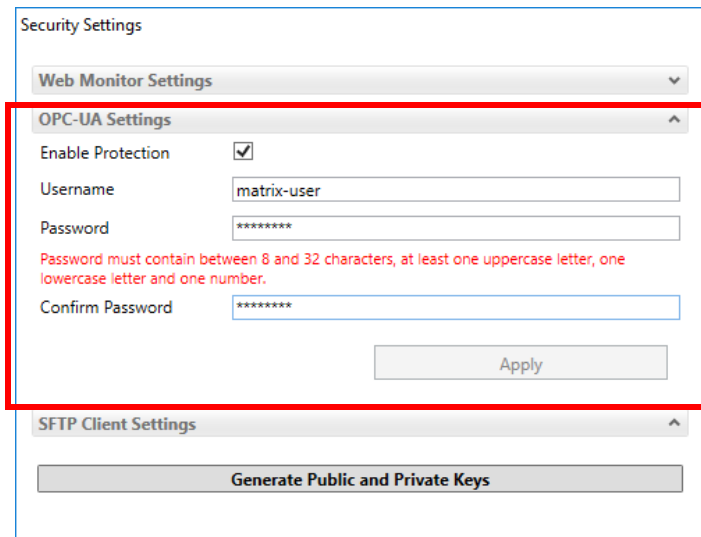 Security Settings
Web Monitor Settings
OPC-UA Settings
Enable Protection
Username matrix-user
Password ********
Password must contain between 8 and 32 characters, at least one uppercase letter, one
lowercase letter and one number.
Confirm Password ********
Apply
SFTP Client Settings
Generate Public and Private Keys